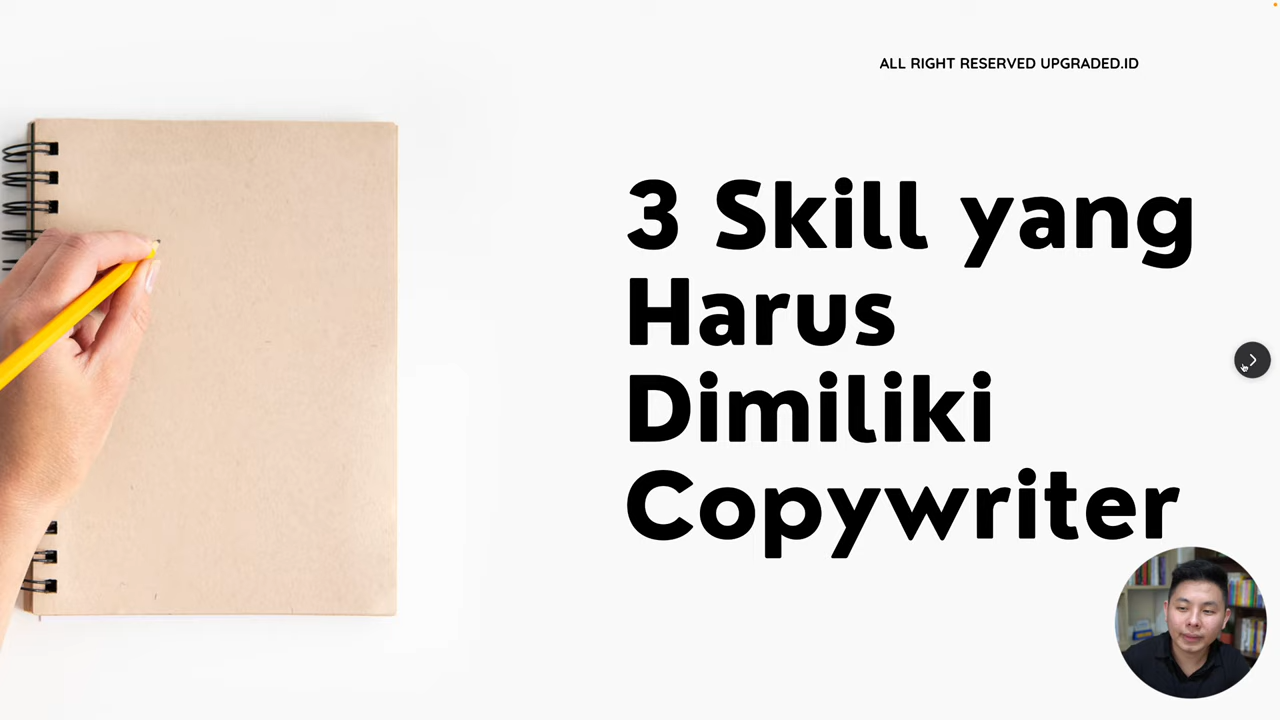 ALL RIGHT RESERVED UPGRADED.ID
3 Skill yang
Harus
Dimiliki
Copywriter